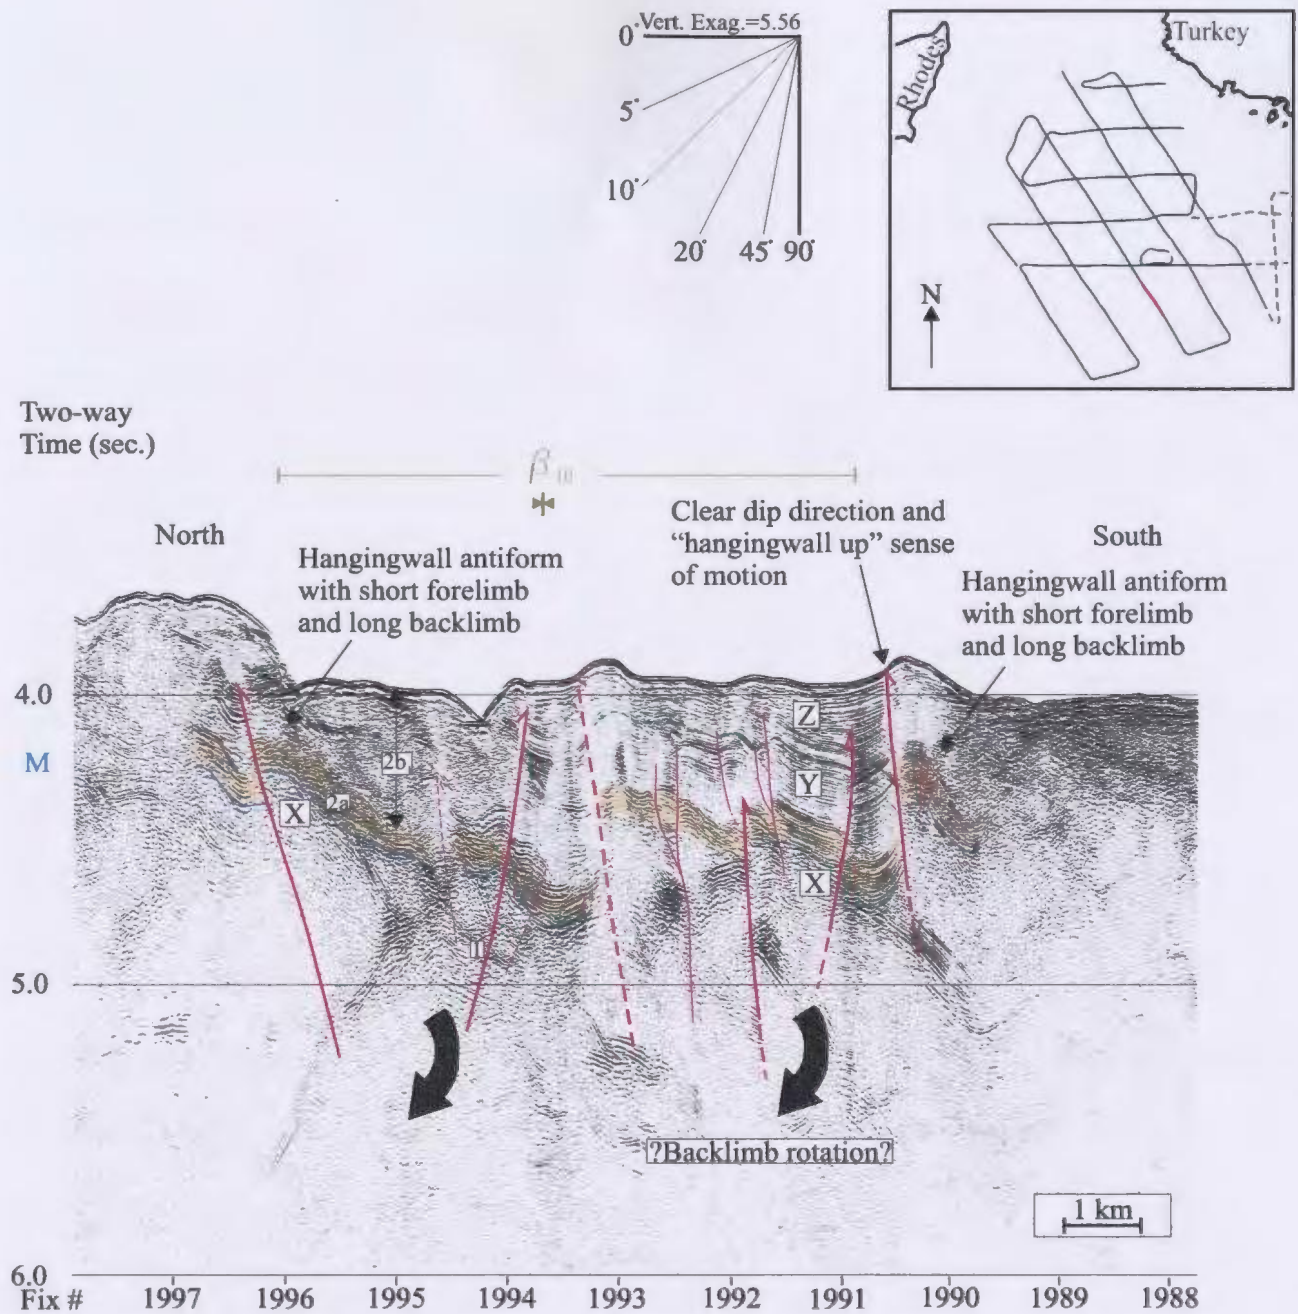 Vert. Exag.=5.56
0°
5°
10°
20° 45° 90°
Rhodes
Turkey
N
Two-way
Time (sec.)
β III
North
Hangingwall antiform
with short forelimb
and long backlimb
Clear dip direction and
“hangingwall up” sense
of motion
South
Hangingwall antiform
with short forelimb
and long backlimb
4.0
M
Z
2b
Y
X
2a
X
5.0
?Backlimb rotation?
1 km
6.0
Fix # 1997 1996 1995 1994 1993 1992 1991 1990 1989 1988